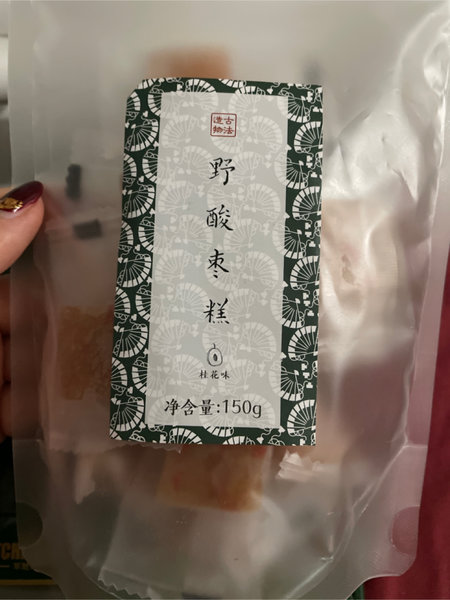 古法
造物
野酸枣糕
桂花味
净含量:150g